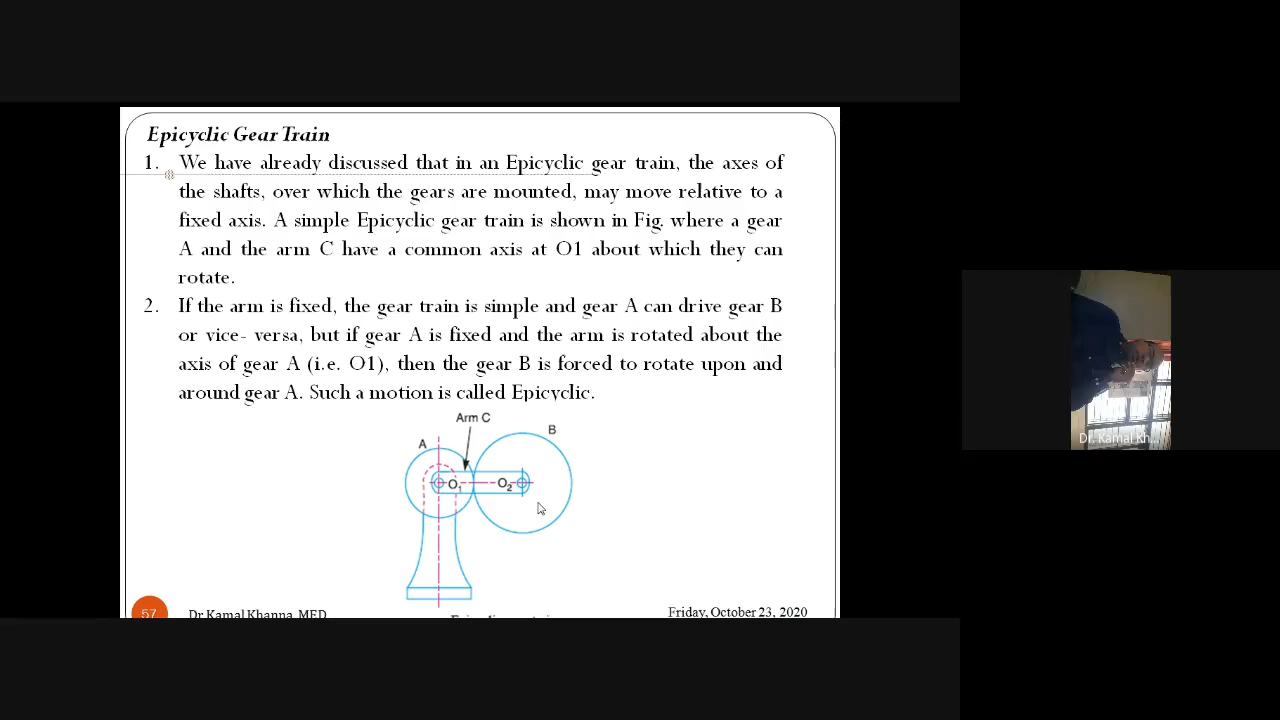 Epicyclic Gear Train
1. We have already discussed that in an Epicyclic gear train, the axes of
the shafts, over which the gears are mounted, may move relative to a
fixed axis. A simple Epicyclic gear train is shown in Fig. where a gear
A and the arm C have a common axis at O1 about which they can
rotate.
2. If the arm is fixed, the gear train is simple and gear A can drive gear B
or vice- versa, but if gear A is fixed and the arm is rotated about the
axis of gear A (i.e. O1), then the gear B is forced to rotate upon and
around gear A. Such a motion is called Epicyclic.
Arm C
A
B
O1
O2
57
Dr.Kamal Khanna, MED
Friday, October 23, 2020
Dr. Kamal Kh...